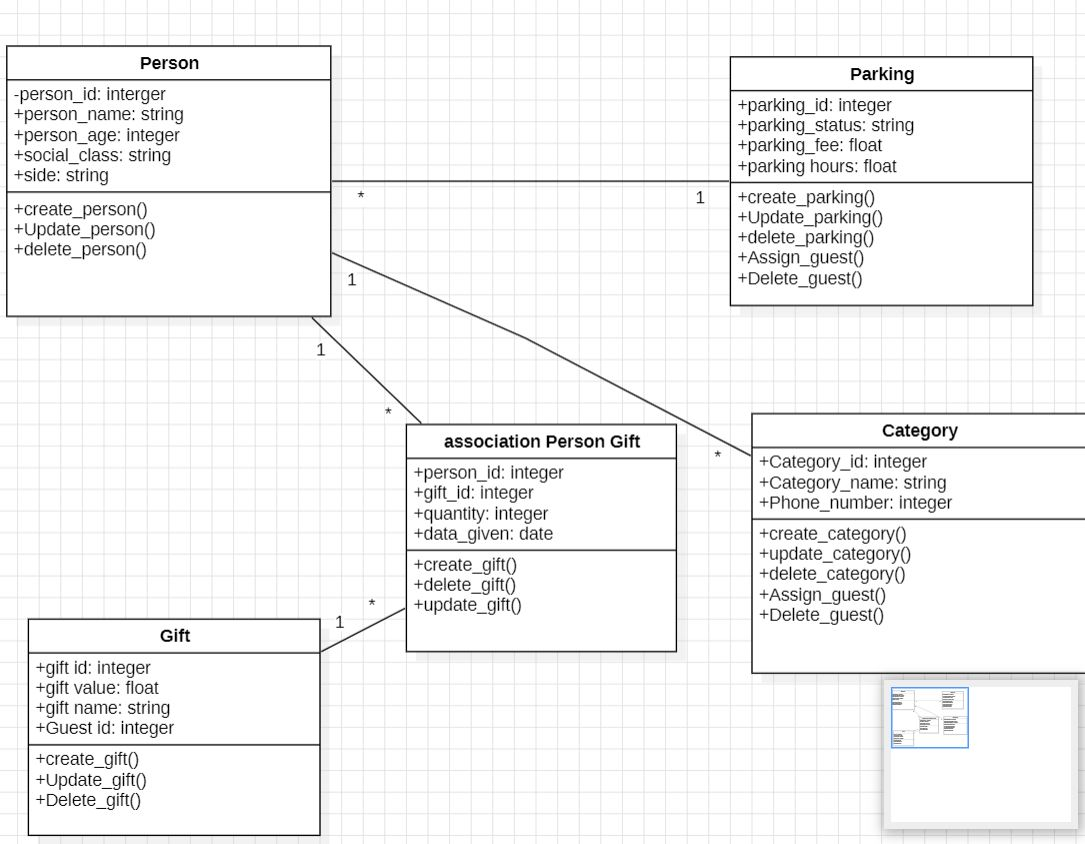 Person
-person_id: interger
+person_name: string
+person_age: integer
+social_class: string
+side: string
+create_person()
+Update_person()
+delete_person()
Parking
+parking_id: integer
+parking_status: string
+parking_fee: float
+parking hours: float
+create_parking()
+Update_parking()
+delete_parking()
+Assign_guest()
+Delete_guest()
*
1
1
*
1
*
association Person Gift
+person_id: integer
+gift_id: integer
+quantity: integer
+data_given: date
+create_gift()
+delete_gift()
+update_gift()
Category
+Category_id: integer
+Category_name: string
+Phone_number: integer
+create_category()
+update_category()
+delete_category()
+Assign_guest()
+Delete_guest()
*
1
Gift
+gift id: integer
+gift value: float
+gift name: string
+Guest id: integer
+create_gift()
+Update_gift()
+Delete_gift()